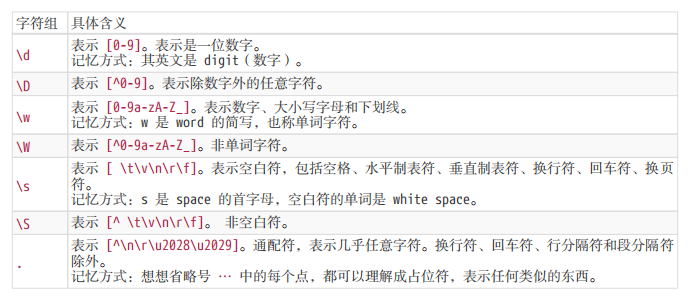 字符组 具体含义
\d 表示 [0-9]。表示是一位数字。
记忆方式：其英文是 digit（数字）。
\D 表示 [^0-9]。表示除数字外的任意字符。
\w 表示 [0-9a-zA-Z_]。表示数字、大小写字母和下划线。
记忆方式：w 是 word 的简写，也称单词字符。
\W 表示 [^0-9a-zA-Z_]。非单词字符。
\s 表示 [ \t\v\n\r\f]。表示空白符，包括空格、水平制表符、垂直制表符、换行符、回车符、换页
符。
记忆方式：s 是 space 的首字母，空白符的单词是 white space。
\S 表示 [^ \t\v\n\r\f]。 非空白符。
. 表示 [^\n\r\u2028\u2029]。通配符，表示几乎任意字符。换行符、回车符、行分隔符和段分隔符
除外。
记忆方式：想想省略号 … 中的每个点，都可以理解成占位符，表示任何类似的东西。